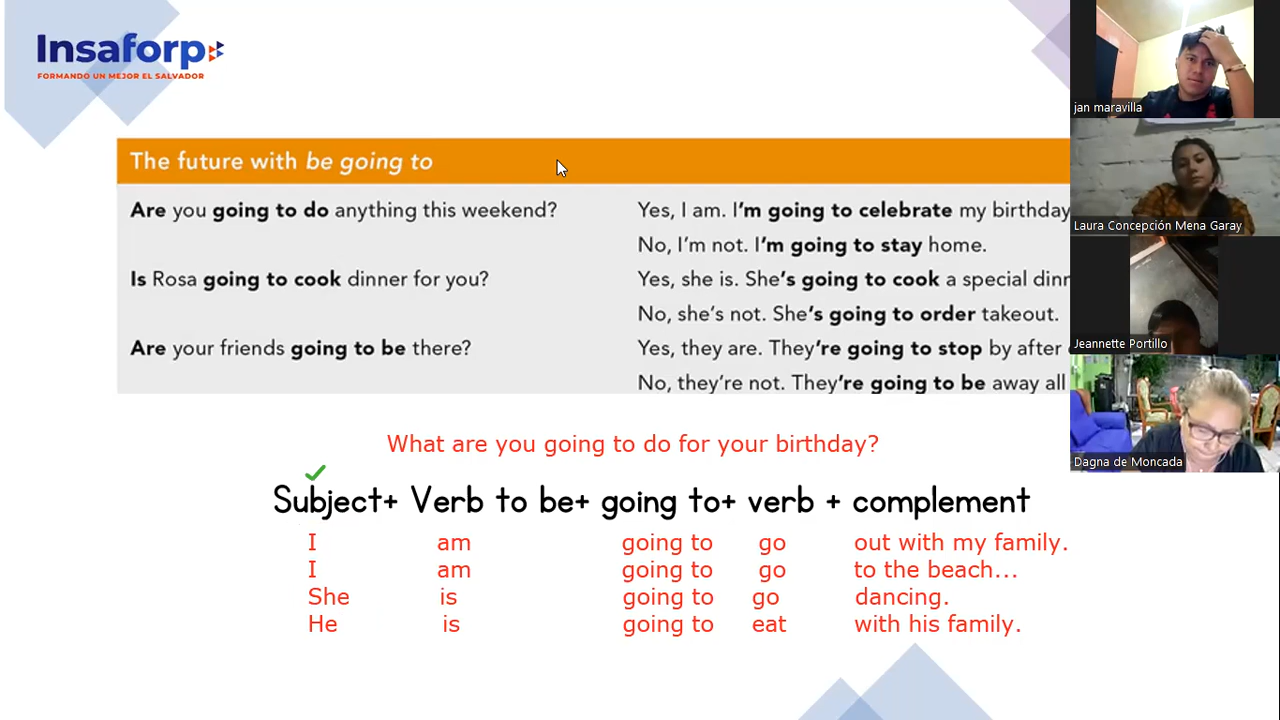 Insaforp
FORMANDO UN MEJOR EL SALVADOR
The future with be going to
Are you going to do anything this weekend?
Yes, I am. I'm going to celebrate my birthday
No, I'm not. I'm going to stay home.
Is Rosa going to cook dinner for you?
Yes, she is. She's going to cook a special dinn
No, she's not. She's going to order takeout.
Are your friends going to be there?
Yes, they are. They're going to stop by after
No, they're not. They're going to be away all
What are you going to do for your birthday?
Subject+ Verb to be+ going to+ verb + complement
I am going to go out with my family.
I am going to go to the beach...
She is going to go dancing.
He is going to eat with his family.
jan maravilla
Laura Concepción Mena Garay
Jeannette Portillo
Dagna de Moncada